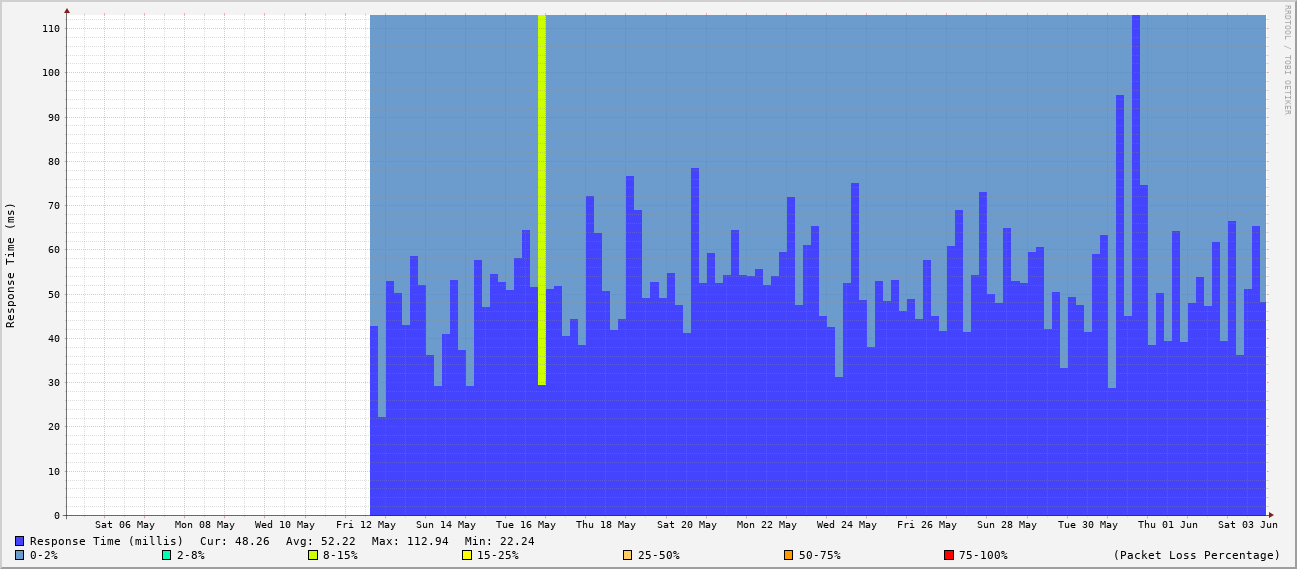 RRDTOOL / TOBI OETIKER
Response Time (ms)
110
100
90
80
70
60
50
40
30
20
10
0
Sat 06 May Mon 08 May Wed 10 May Fri 12 May Sun 14 May Tue 16 May Thu 18 May Sat 20 May Mon 22 May Wed 24 May Fri 26 May Sun 28 May Tue 30 May Thu 01 Jun Sat 03 Jun
Response Time (millis) Cur: 48.26 Avg: 52.22 Max: 112.94 Min: 22.24
0-2% 2-8% 8-15% 15-25% 25-50% 50-75% 75-100% (Packet Loss Percentage)